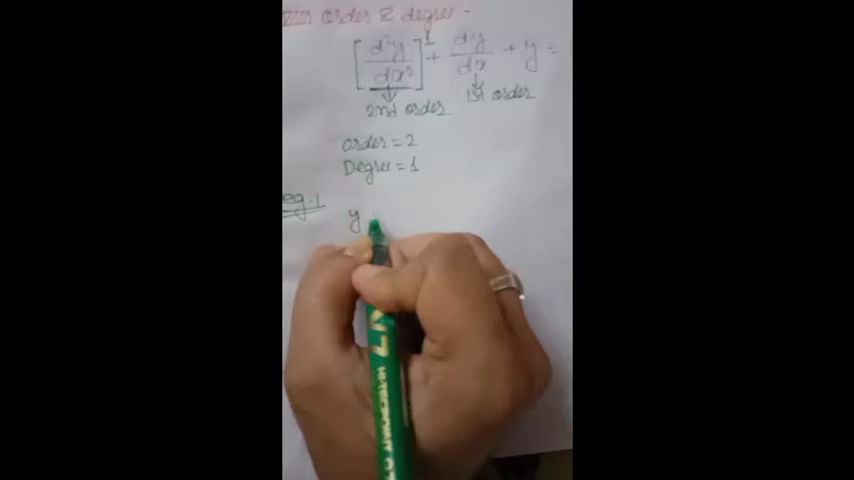 order & degree -
[d²y/dx²]¹ + dy/dx + y =
2nd order 1st order
order = 2
Degree = 1
eg.1 y